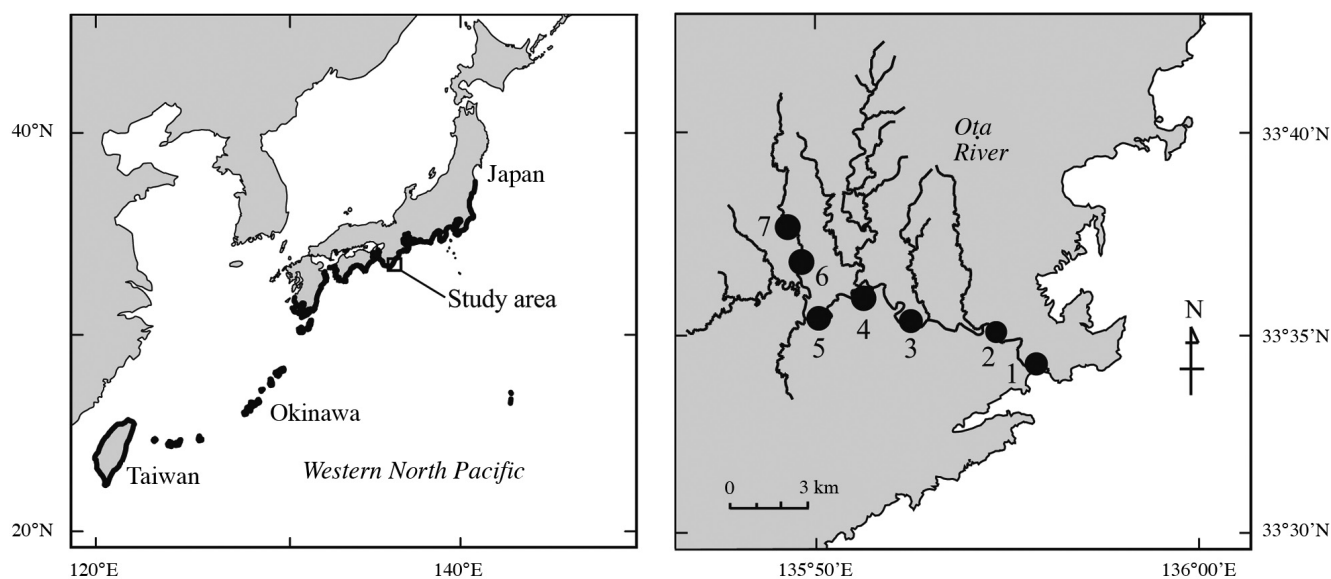 40°N
20°N
120°E
140°E
Japan
Study area
Okinawa
Taiwan
Western North Pacific
Ota
River
7
6
5
4
3
2
1
N
0 3 km
33°40'N
33°35'N
33°30'N
135°50'E
136°00'E